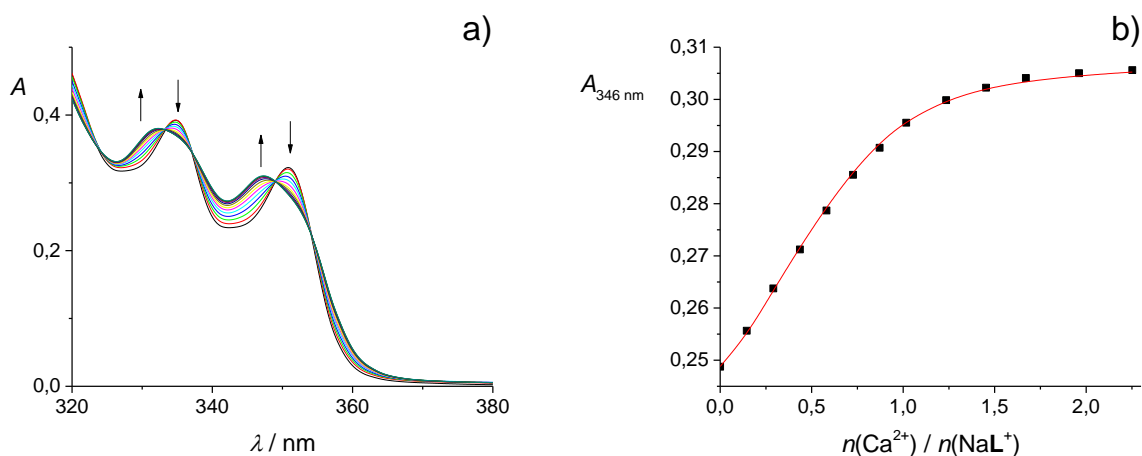 a)
A
0,4
0,2
0,0
320 340 360 380
λ / nm
b)
A346 nm
0,31
0,30
0,29
0,28
0,27
0,26
0,25
0,0 0,5 1,0 1,5 2,0
n(Ca²⁺) / n(NaL⁺)